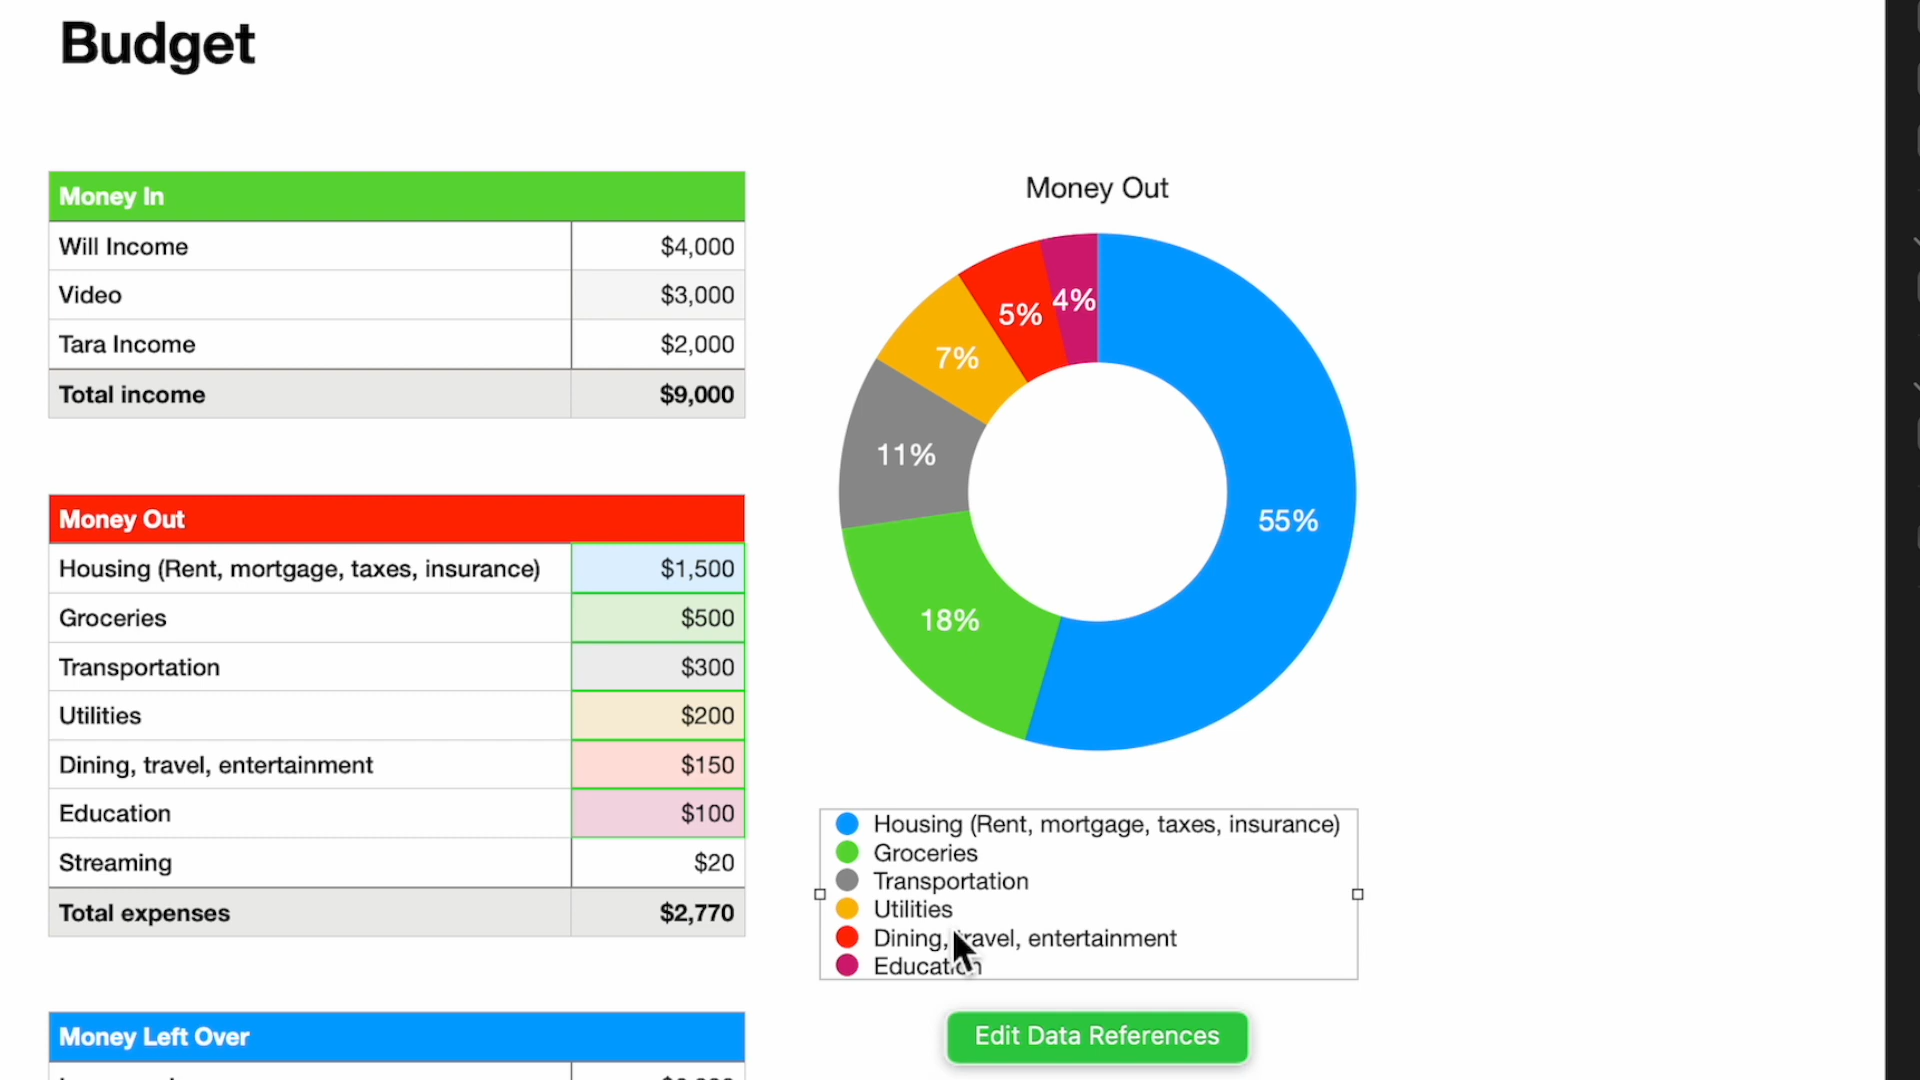 Budget
Money In
Will Income $4,000
Video $3,000
Tara Income $2,000
Total income $9,000
Money Out
Housing (Rent, mortgage, taxes, insurance) $1,500
Groceries $500
Transportation $300
Utilities $200
Dining, travel, entertainment $150
Education $100
Streaming $20
Total expenses $2,770
Money Left Over
Money Out
4%
5%
7%
11%
55%
18%
Housing (Rent, mortgage, taxes, insurance)
Groceries
Transportation
Utilities
Dining, travel, entertainment
Education
Edit Data References